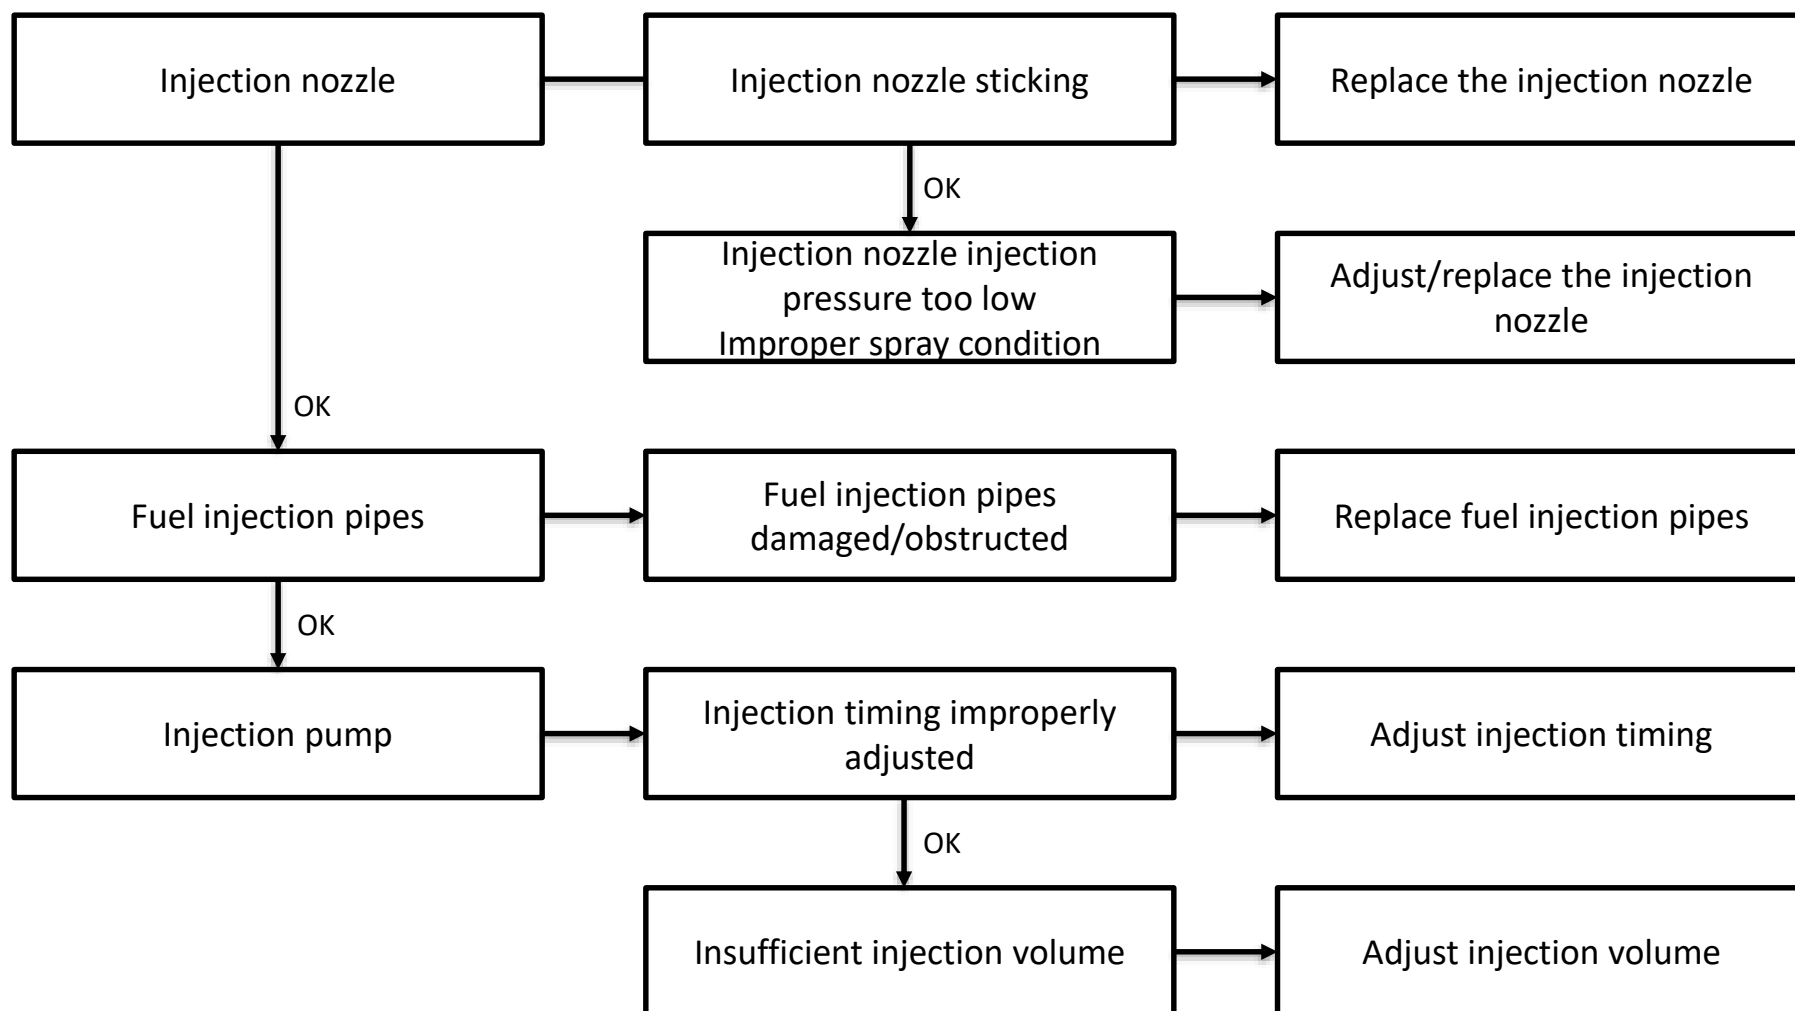 Injection nozzle
Injection nozzle sticking
Replace the injection nozzle
OK
Injection nozzle injection
pressure too low
Improper spray condition
Adjust/replace the injection
nozzle
OK
Fuel injection pipes
Fuel injection pipes
damaged/obstructed
Replace fuel injection pipes
OK
Injection pump
Injection timing improperly
adjusted
Adjust injection timing
OK
Insufficient injection volume
Adjust injection volume